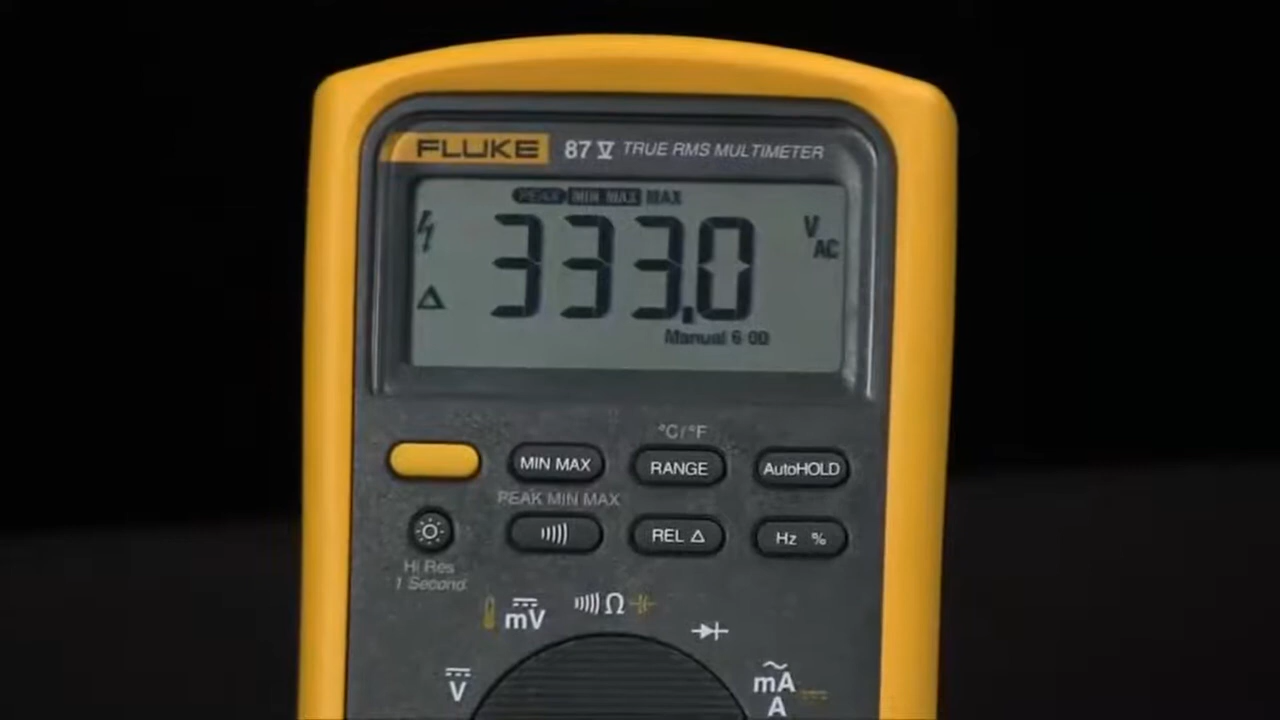 FLUKE 87 V TRUE RMS MULTIMETER
PEAK MIN MAX MAX
333.0 V AC
Manual 6 00
°C/°F
MIN MAX RANGE AutoHOLD
PEAK MIN MAX
REL Δ Hz %
Hi Res
1 Second
mV Ω
V mA
A